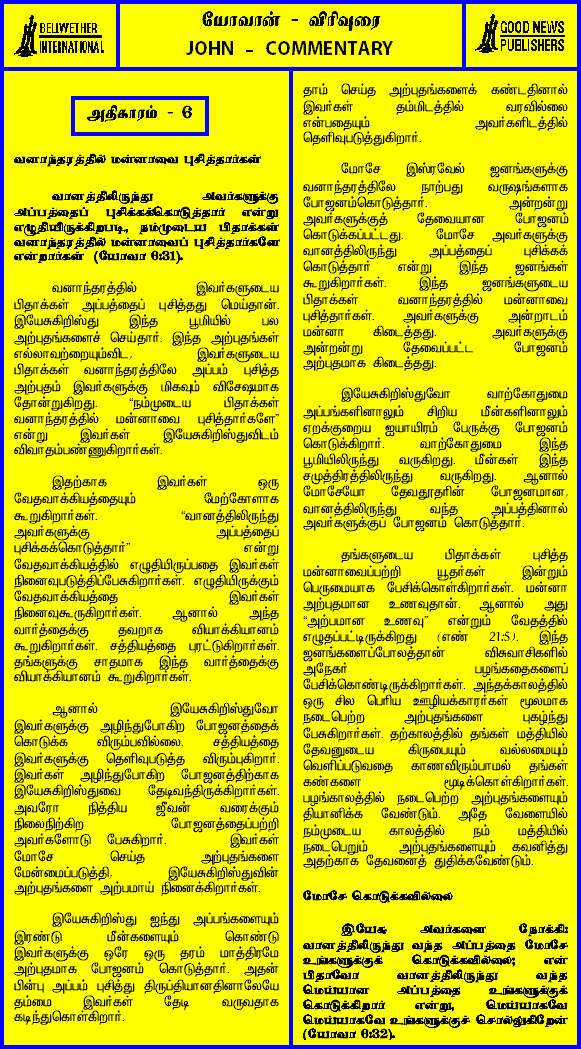 BELWETHER
INTERNATIONAL
யோவான் - விரிவுரை
JOHN - COMMENTARY
GOOD NEWS
PUBLISHERS
அதிகாரம் - 6
வனாந்தரத்தில் மன்னாவை புசித்தார்கள்
வானத்திலிருந்து அவர்களுக்கு
அப்பத்தைப் புசிக்கக்கொடுத்தார் என்று
எழுதியிருக்கிறபடி, நம்முடைய பிதாக்கள்
வனாந்தரத்தில் மன்னாவைப் புசித்தார்களே
என்றார்கள் (யோவா 6:31).
வனாந்தரத்தில் இவர்களுடைய
பிதாக்கள் அப்பத்தைப் புசித்தது மெய்தான்.
இயேசுகிறிஸ்து இந்த பூமியில் பல
அற்புதங்களைச் செய்தார். இந்த அற்புதங்கள்
எல்லாவற்றையும்விட, இவர்களுடைய
பிதாக்கள் வனாந்தரத்திலே அப்பம் புசித்த
அற்புதம் இவர்களுக்கு மிகவும் விசேஷமாக
தோன்றுகிறது. “நம்முடைய பிதாக்கள்
வனாந்தரத்தில் மன்னாவை புசித்தார்களே”
என்று இவர்கள் இயேசுகிறிஸ்துவிடம்
விவாதம்பண்ணுகிறார்கள்.
இதற்காக இவர்கள் ஒரு
வேதவாக்கியத்தையும் மேற்கோளாக
கூறுகிறார்கள். “வானத்திலிருந்து
அவர்களுக்கு அப்பத்தைப்
புசிக்கக்கொடுத்தார்” என்று
வேதவாக்கியத்தில் எழுதியிருப்பதை இவர்கள்
நினைவுபடுத்திப்பேசுகிறார்கள். எழுதியிருக்கும்
வேதவாக்கியத்தை இவர்கள்
நினைவுகூருகிறார்கள். ஆனால் அந்த
வார்த்தைக்கு தவறாக வியாக்கியானம்
கூறுகிறார்கள். சத்தியத்தை புரட்டுகிறார்கள்.
தங்களுக்கு சாதமாக இந்த வார்த்தைக்கு
வியாக்கியானம் கூறுகிறார்கள்.
ஆனால் இயேசுகிறிஸ்துவோ
இவர்களுக்கு அழிந்துபோகிற போஜனத்தைக்
கொடுக்க விரும்பவில்லை. சத்தியத்தை
இவர்களுக்கு தெளிவுபடுத்த விரும்புகிறார்.
இவர்கள் அழிந்துபோகிற போஜனத்திற்காக
இயேசுகிறிஸ்துவை தேடிவந்திருக்கிறார்கள்.
அவரோ நித்திய ஜீவன் வரைக்கும்
நிலைநிற்கிற போஜனத்தைப்பற்றி
அவர்களோடு பேசுகிறார். இவர்கள்
மோசே செய்த அற்புதங்களை
மேன்மைப்படுத்தி, இயேசுகிறிஸ்துவின்
அற்புதங்களை அற்பமாய் நினைக்கிறார்கள்.
இயேசுகிறிஸ்து ஐந்து அப்பங்களையும்
இரண்டு மீன்களையும் கொண்டு
இவர்களுக்கு ஒரே ஒரு தரம் மாத்திரமே
அற்புதமாக போஜனம் கொடுத்தார். அதன்
பின்பு அப்பம் புசித்து திருப்தியானதினாலேயே
தம்மை இவர்கள் தேடி வருவதாக
கடிந்துகொள்கிறார்.
தாம் செய்த அற்புதங்களைக் கண்டதினால்
இவர்கள் தம்மிடத்தில் வரவில்லை
என்பதையும் அவர்களிடத்தில்
தெளிவுபடுத்துகிறார்.
மோசே இஸ்ரவேல் ஜனங்களுக்கு
வனாந்தரத்திலே நாற்பது வருஷங்களாக
போஜனம்கொடுத்தார். அன்றன்று
அவர்களுக்குத் தேவையான போஜனம்
கொடுக்கப்பட்டது. மோசே அவர்களுக்கு
வானத்திலிருந்து அப்பத்தைப் புசிக்கக்
கொடுத்தார் என்று இந்த ஜனங்கள்
கூறுகிறார்கள். இந்த ஜனங்களுடைய
பிதாக்கள் வனாந்தரத்தில் மன்னாவை
புசித்தார்கள். அவர்களுக்கு அன்றாடம்
மன்னா கிடைத்தது. அவர்களுக்கு
அன்றன்று தேவைப்பட்ட போஜனம்
அற்புதமாக கிடைத்தது.
இயேசுகிறிஸ்துவோ வாற்கோதுமை
அப்பங்களினாலும் சிறிய மீன்களினாலும்
ஏறக்குறைய ஐயாயிரம் பேருக்கு போஜனம்
கொடுக்கிறார். வாற்கோதுமை இந்த
பூமியிலிருந்து வருகிறது. மீன்கள் இந்த
சமுத்திரத்திலிருந்து வருகிறது. ஆனால்
மோசேயோ தேவதூதரின் போஜனமான,
வானத்திலிருந்து வந்த அப்பத்தினால்
அவர்களுக்குப் போஜனம் கொடுத்தார்.
தங்களுடைய பிதாக்கள் புசித்த
மன்னாவைப்பற்றி யூதர்கள் இன்றும்
பெருமையாக பேசிக்கொள்கிறார்கள். மன்னா
அற்புதமான உணவுதான். ஆனால் அது
“அற்பமான உணவு” என்றும் வேதத்தில்
எழுதப்பட்டிருக்கிறது (எண் 21:5). இந்த
ஜனங்களைப்போலத்தான் விசுவாசிகளில்
அநேகர் பழங்கதைகளைப்
பேசிக்கொண்டிருக்கிறார்கள். அந்தக்காலத்தில்
ஒரு சில பெரிய ஊழியக்காரர்கள் மூலமாக
நடைபெற்ற அற்புதங்களை புகழ்ந்து
பேசுகிறார்கள். தற்காலத்தில் தங்கள் மத்தியில்
தேவனுடைய கிருபையும் வல்லமையும்
வெளிப்படுவதை காணவிரும்பாமல் தங்கள்
கண்களை மூடிக்கொள்கிறார்கள்.
பழங்காலத்தில் நடைபெற்ற அற்புதங்களையும்
தியானிக்க வேண்டும். அதே வேளையில்
நம்முடைய காலத்தில் நம் மத்தியில்
நடைபெறும் அற்புதங்களையும் கவனித்து
அதற்காக தேவனைத் துதிக்கவேண்டும்.
மோசே கொடுக்கவில்லை
இயேசு அவர்களை நோக்கி:
வானத்திலிருந்து வந்த அப்பத்தை மோசே
உங்களுக்குக் கொடுக்கவில்லை; என்
பிதாவோ வானத்திலிருந்து வந்த
மெய்யான அப்பத்தை உங்களுக்குக்
கொடுக்கிறார் என்று, மெய்யாகவே
மெய்யாகவே உங்களுக்குச் சொல்லுகிறேன்
(யோவா 6:32).